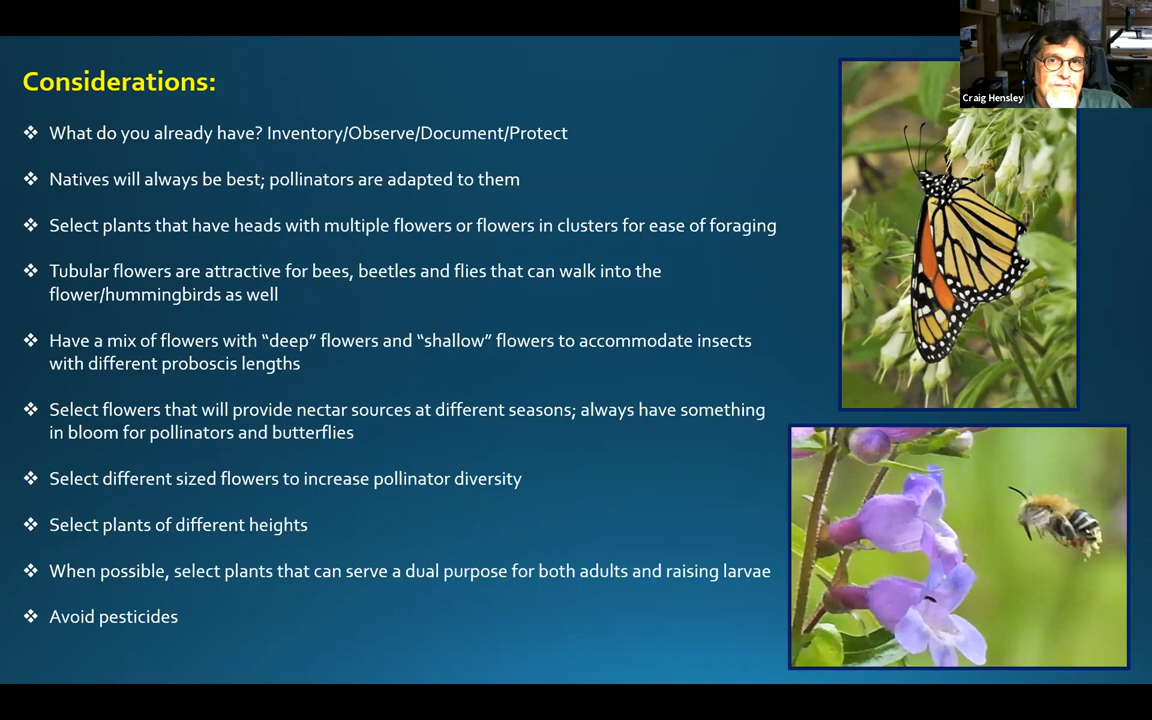 Considerations:
❖ What do you already have? Inventory/Observe/Document/Protect
❖ Natives will always be best; pollinators are adapted to them
❖ Select plants that have heads with multiple flowers or flowers in clusters for ease of foraging
❖ Tubular flowers are attractive for bees, beetles and flies that can walk into the
flower/hummingbirds as well
❖ Have a mix of flowers with “deep” flowers and “shallow” flowers to accommodate insects
with different proboscis lengths
❖ Select flowers that will provide nectar sources at different seasons; always have something
in bloom for pollinators and butterflies
❖ Select different sized flowers to increase pollinator diversity
❖ Select plants of different heights
❖ When possible, select plants that can serve a dual purpose for both adults and raising larvae
❖ Avoid pesticides
Craig Hensley